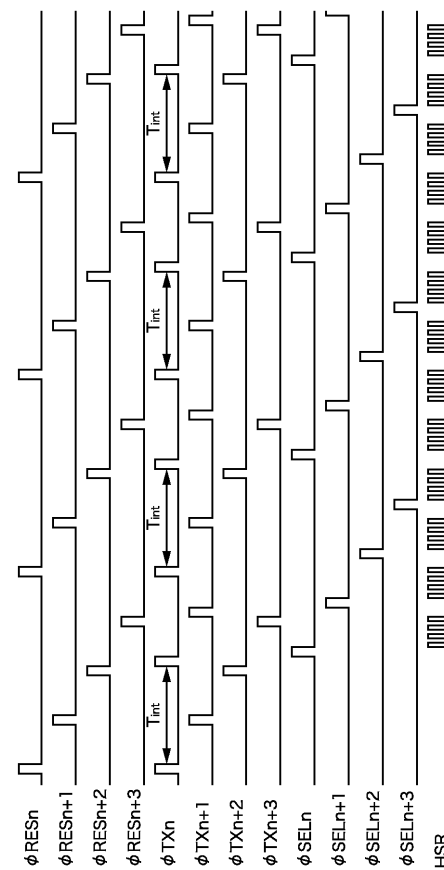 φRESn
φRESn+1
φRESn+2
φRESn+3
φTXn
Tint
Tint
Tint
Tint
φTXn+1
φTXn+2
φTXn+3
φSELn
φSELn+1
φSELn+2
φSELn+3
HSR